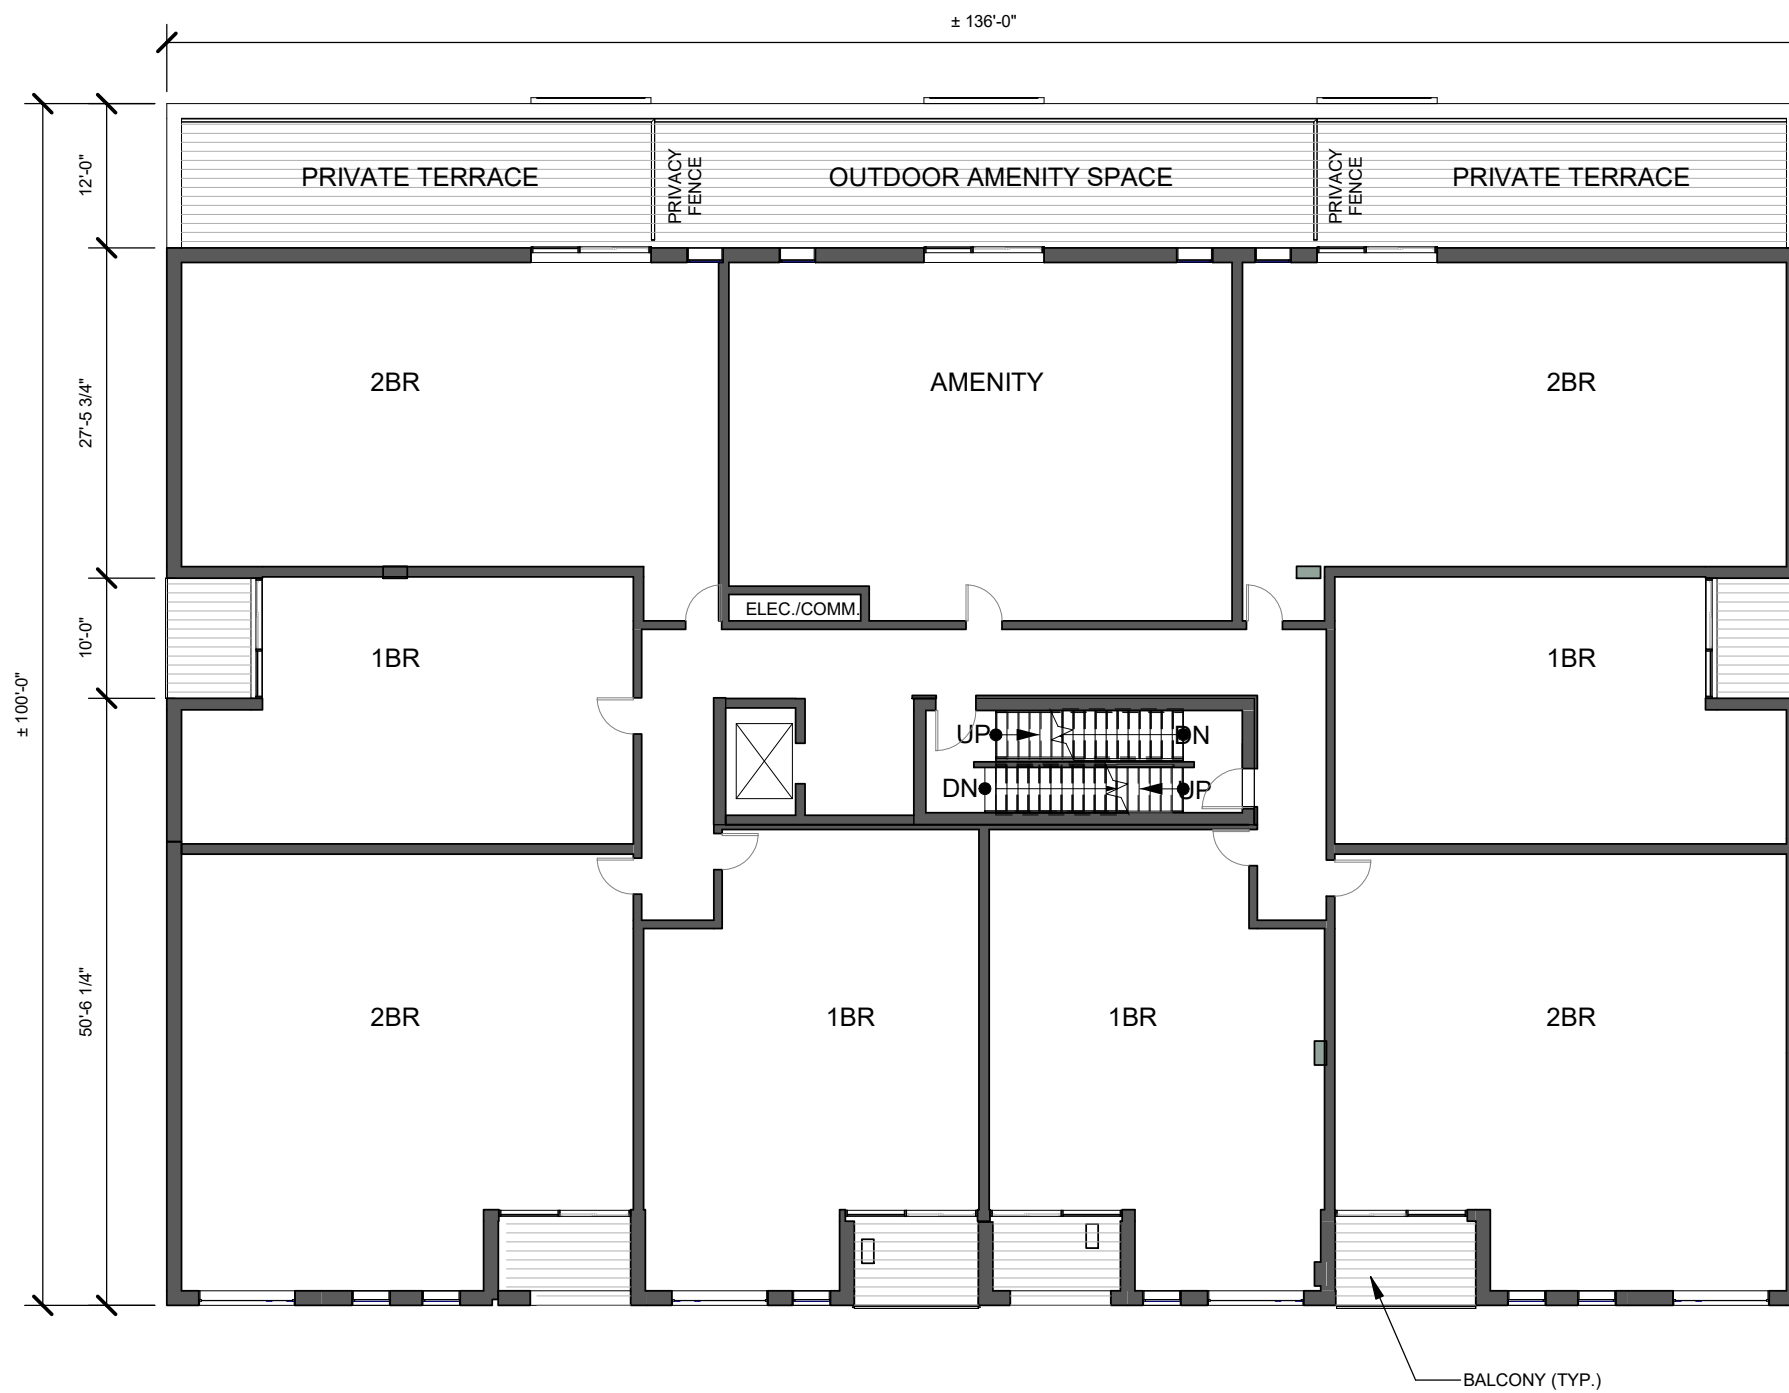 ± 136'-0"
12'-0"
PRIVATE TERRACE
PRIVACY
FENCE
OUTDOOR AMENITY SPACE
PRIVACY
FENCE
PRIVATE TERRACE
27'-5 3/4"
2BR
AMENITY
2BR
10'-0"
ELEC./COMM.
1BR
1BR
± 100'-0"
UP
DN
DN
UP
50'-6 1/4"
2BR
1BR
1BR
2BR
BALCONY (TYP.)